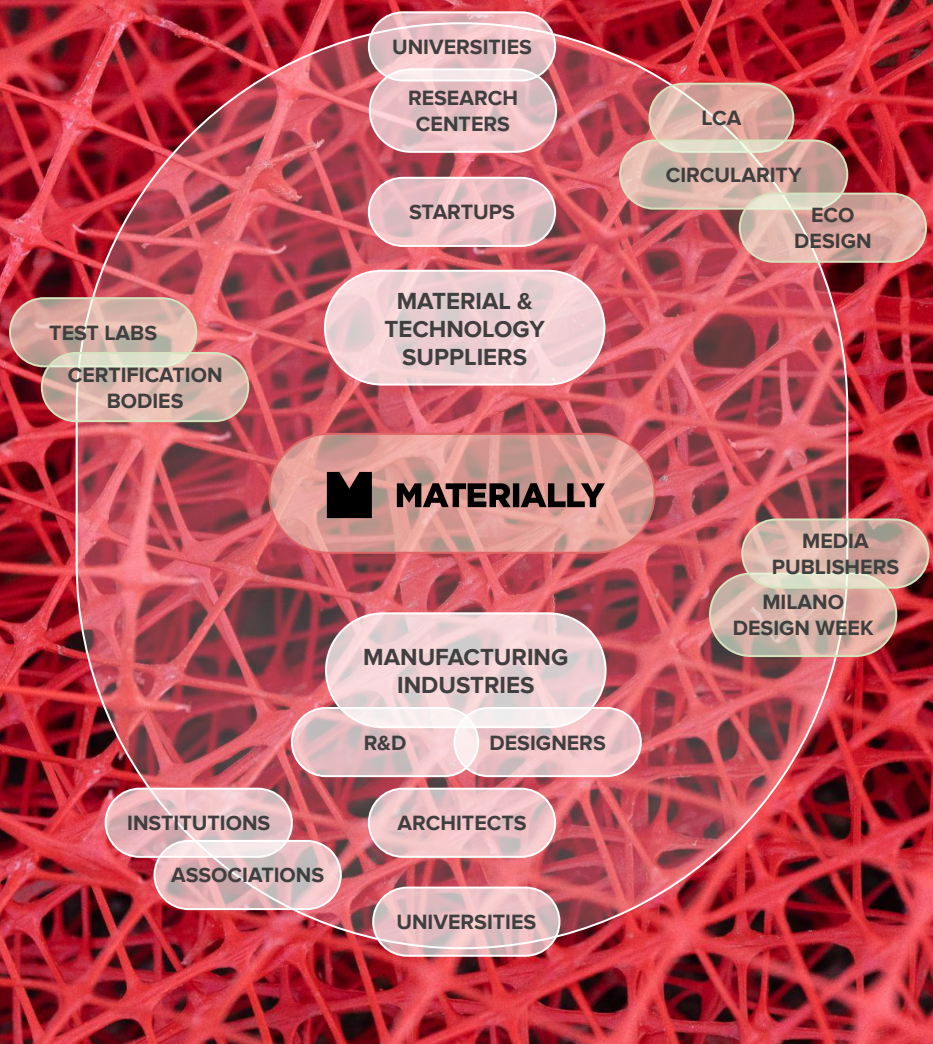 UNIVERSITIES
RESEARCH
CENTERS
LCA
CIRCULARITY
STARTUPS
ECO
DESIGN
MATERIAL &
TECHNOLOGY
SUPPLIERS
TEST LABS
CERTIFICATION
BODIES
MATERIALLY
MEDIA
PUBLISHERS
MILANO
DESIGN WEEK
MANUFACTURING
INDUSTRIES
R&D
DESIGNERS
INSTITUTIONS
ARCHITECTS
ASSOCIATIONS
UNIVERSITIES